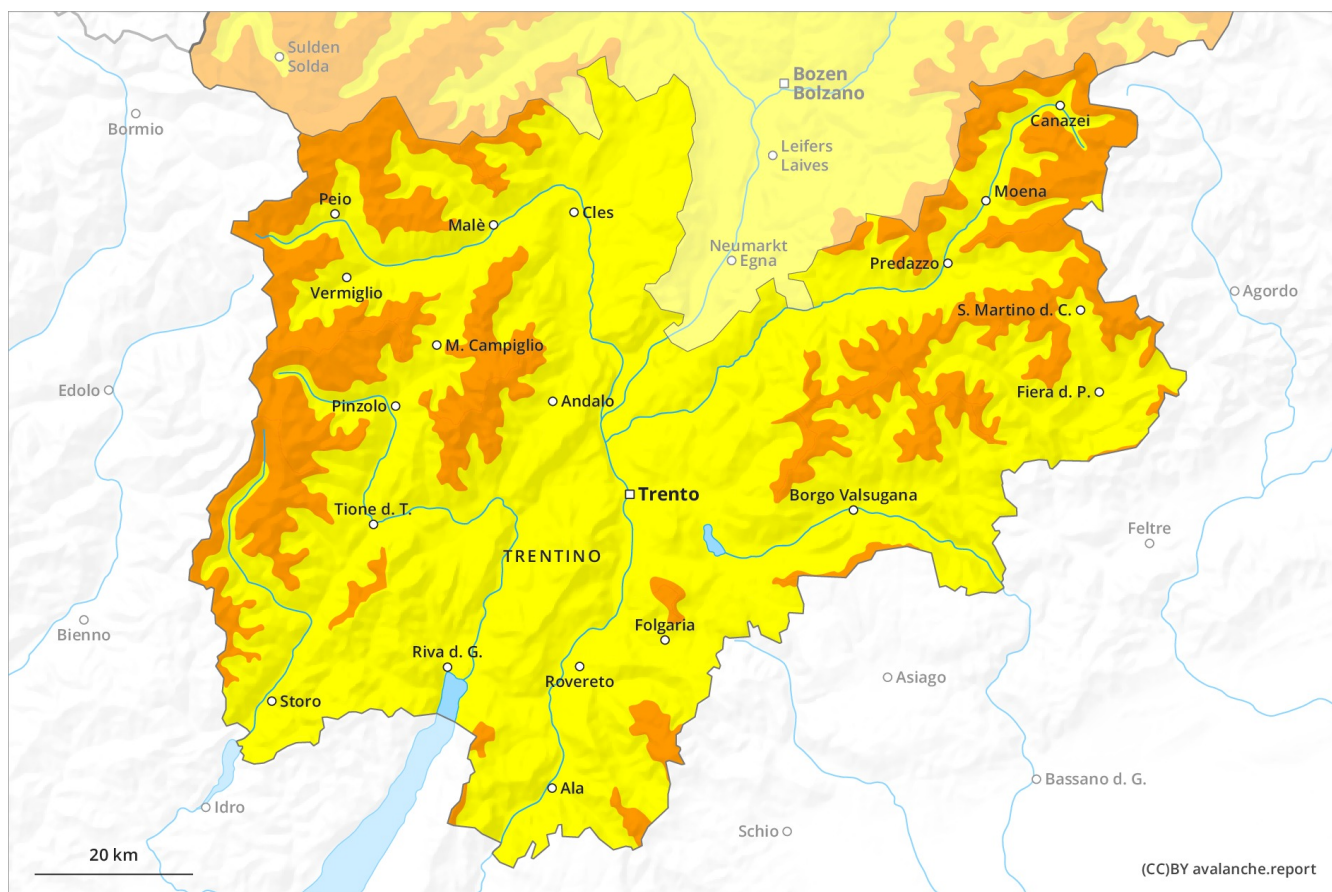 Sulden
Solda
Bozen
Bolzano
Bormio
Canazei
Leifers
Laives
Peio
Moena
Malè
Cles
Neumarkt
Egna
Predazzo
Vermiglio
Agordo
S. Martino d. C.
M. Campiglio
Edolo
Pinzolo
Andalo
Fiera d. P.
Trento
Borgo Valsugana
Tione d. T.
Feltre
TRENTINO
Bienno
Folgaria
Riva d. G.
Rovereto
Asiago
Storo
Bassano d. G.
Ala
Idro
Schio
20 km
(CC)BY avalanche.report